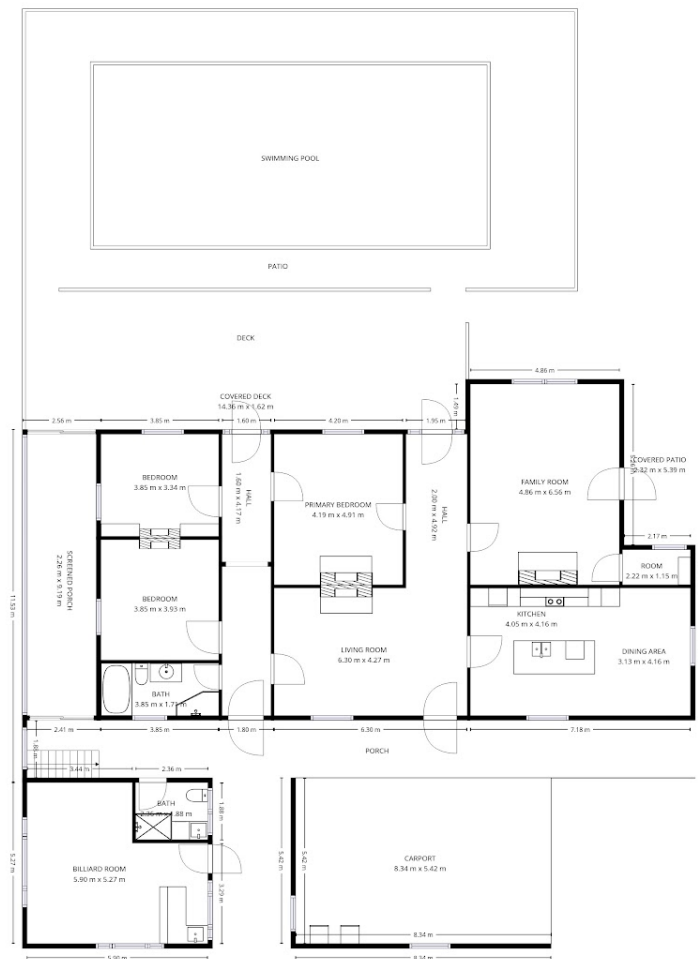 SWIMMING POOL
PATIO
DECK
4.86 m
COVERED DECK
14.36 m x 1.62 m
1.49 m
2.56 m
3.85 m
1.60 m
4.20 m
1.95 m
BEDROOM
3.85 m x 3.34 m
HALL
1.60 m x 4.17 m
PRIMARY BEDROOM
4.19 m x 4.91 m
HALL
2.00 m x 4.92 m
FAMILY ROOM
4.86 m x 6.56 m
COVERED PATIO
x 5.39 m
2.17 m
ROOM
2.22 m x 1.15 m
SCREENED PORCH
2.26 m x 9.19 m
11.53 m
BEDROOM
3.85 m x 3.93 m
KITCHEN
4.05 m x 4.16 m
LIVING ROOM
6.30 m x 4.27 m
DINING AREA
3.13 m x 4.16 m
BATH
3.85 m x
2.41 m
3.85 m
1.80 m
6.30 m
7.18 m
PORCH
3.44 m
2.36 m
BATH
2.36 m x 1.88 m
1.88 m
5.27 m
BILLIARD ROOM
5.90 m x 5.27 m
3.29 m
5.42 m
5.42 m
CARPORT
8.34 m x 5.42 m
8.34 m
5.90 m
8.34 m